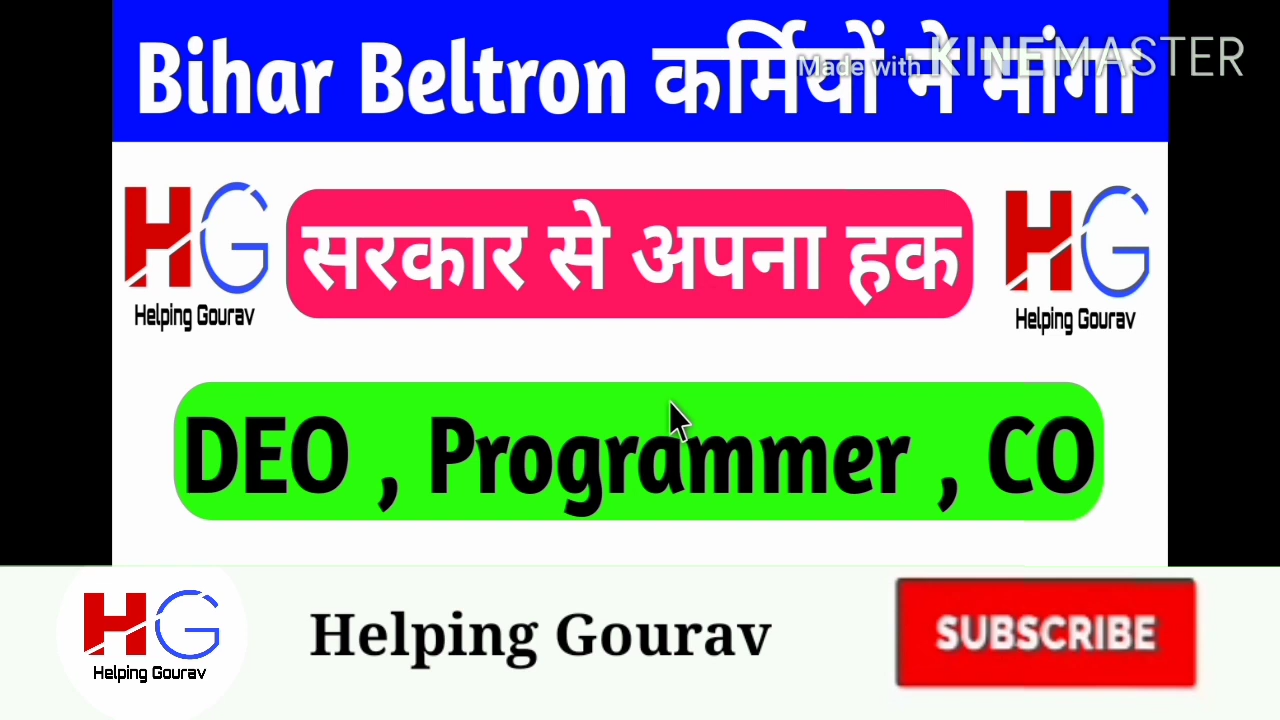 Bihar Beltron कर्मियों ने मांगा
Made with KINEMASTER
HG
Helping Gourav
सरकार से अपना हक
HG
Helping Gourav
DEO , Programmer , CO
HG
Helping Gourav
Helping Gourav
SUBSCRIBE